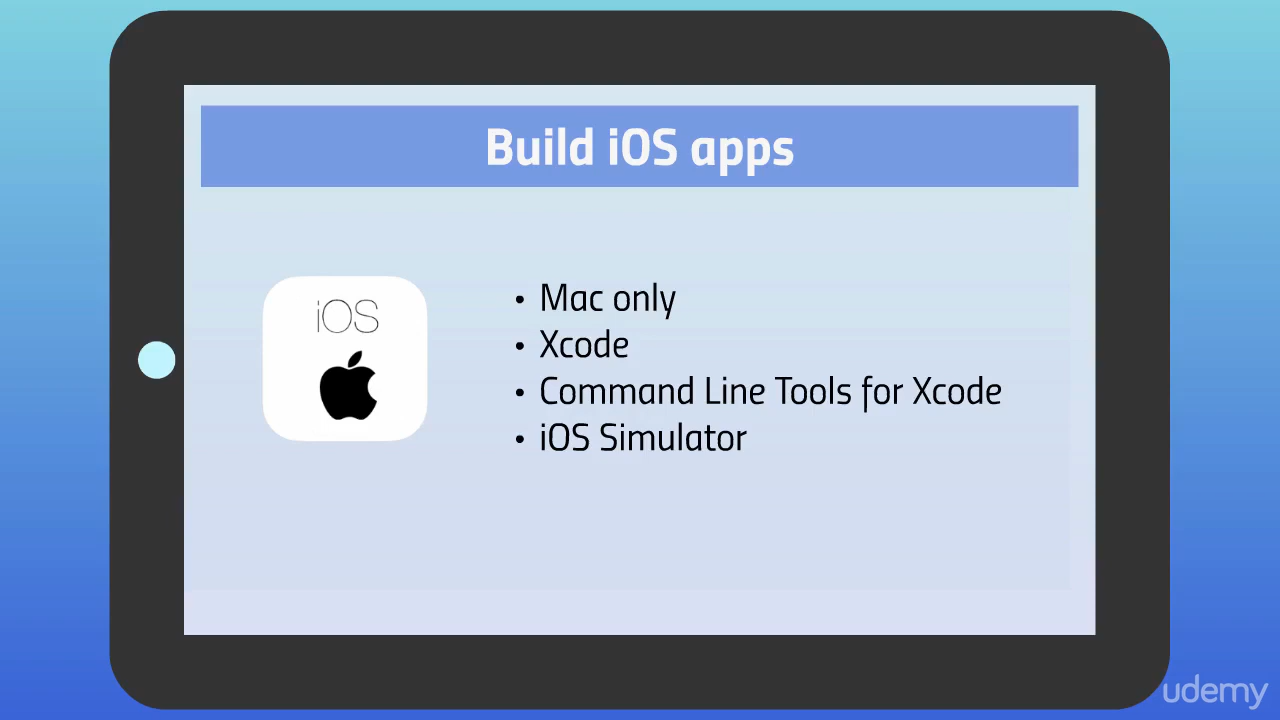 Build iOS apps
iOS
• Mac only
• Xcode
• Command Line Tools for Xcode
• iOS Simulator
udemy